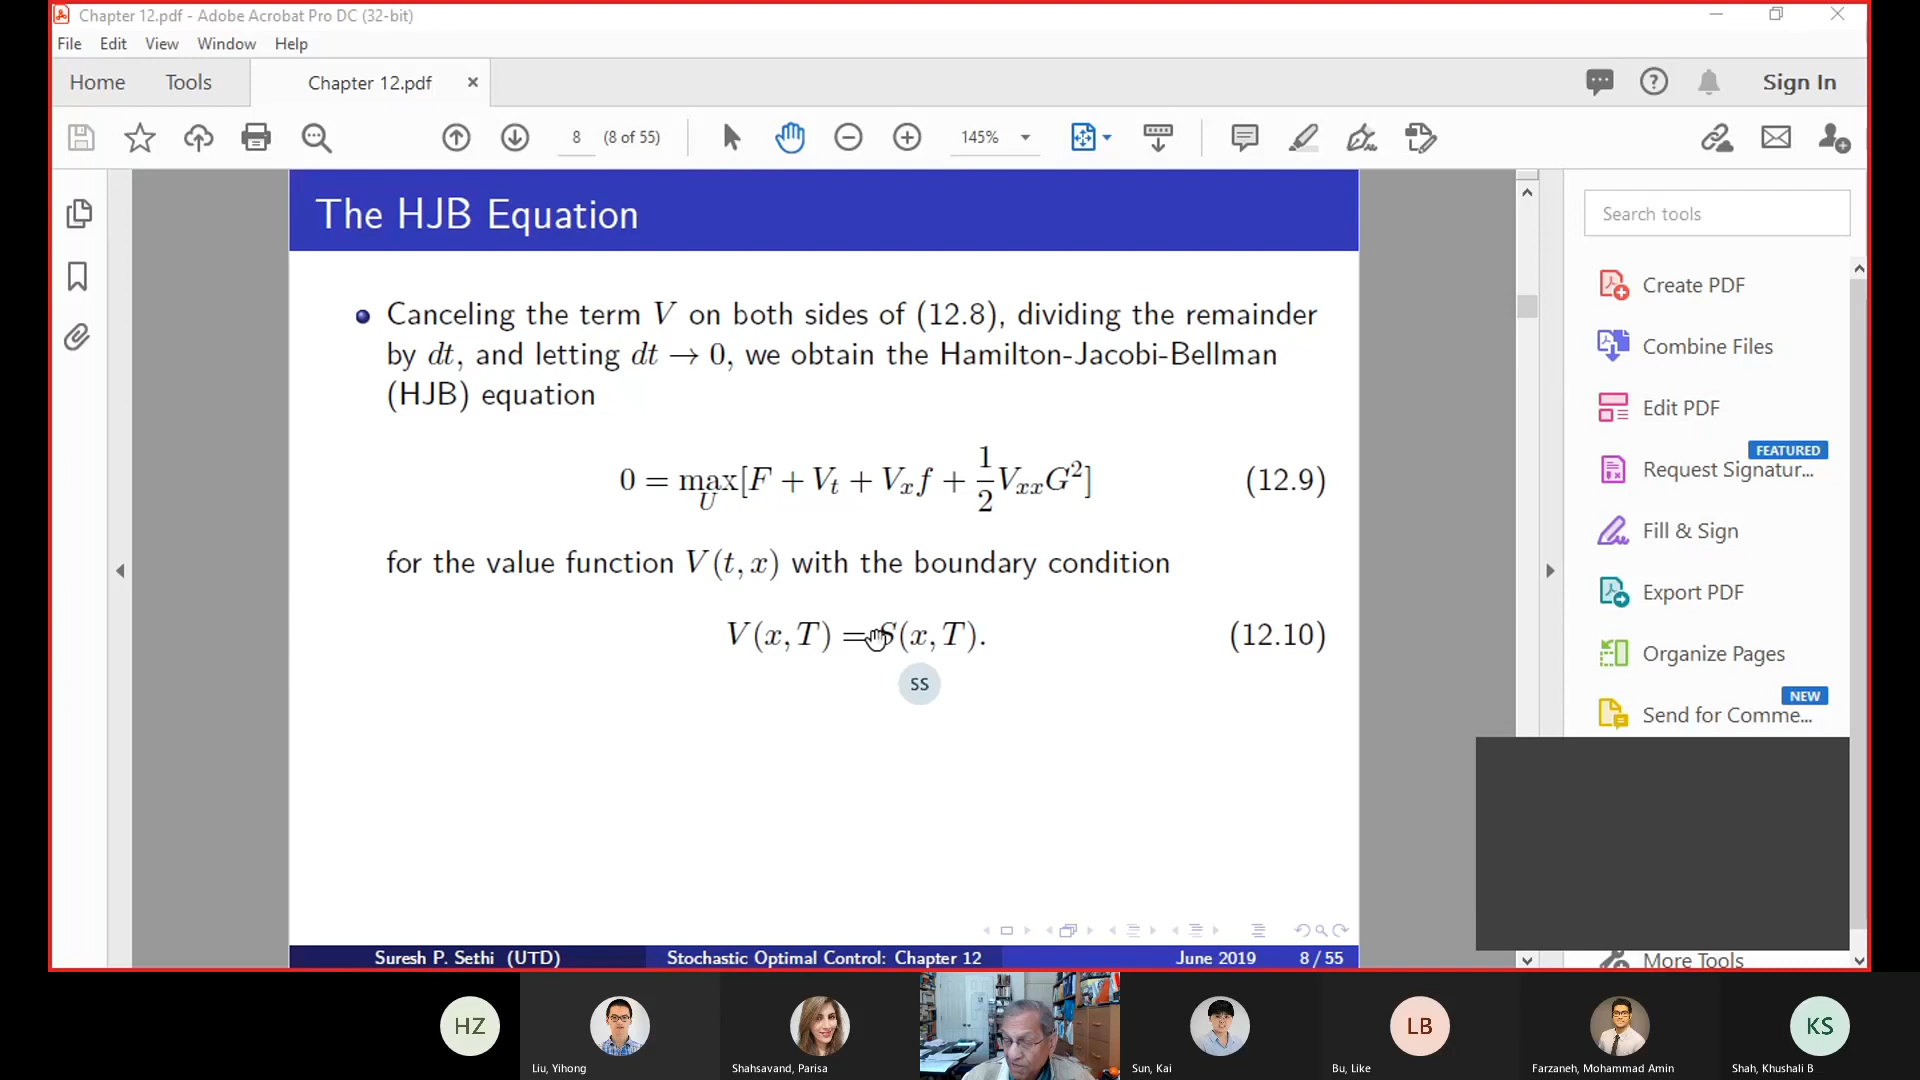 Chapter 12.pdf - Adobe Acrobat Pro DC (32-bit)
File Edit View Window Help
Home Tools Chapter 12.pdf × Sign In
8 (8 of 55) 145%
The HJB Equation
Canceling the term V on both sides of (12.8), dividing the remainder
by dt, and letting dt → 0, we obtain the Hamilton-Jacobi-Bellman
(HJB) equation
0 = max_U [F + V_t + V_x f + \frac{1}{2} V_{xx} G^2] (12.9)
for the value function V(t, x) with the boundary condition
V(x, T) = S(x, T). (12.10)
SS
Suresh P. Sethi (UTD) Stochastic Optimal Control: Chapter 12 June 2019 8 / 55
Search tools
Create PDF
Combine Files
Edit PDF
FEATURED
Request Signatur...
Fill & Sign
Export PDF
Organize Pages
NEW
Send for Comme...
More Tools
HZ
LB
KS
Liu, Yihong
Shahsavand, Parisa
Sun, Kai
Bu, Like
Farzaneh, Mohammad Amin
Shah, Khushali B